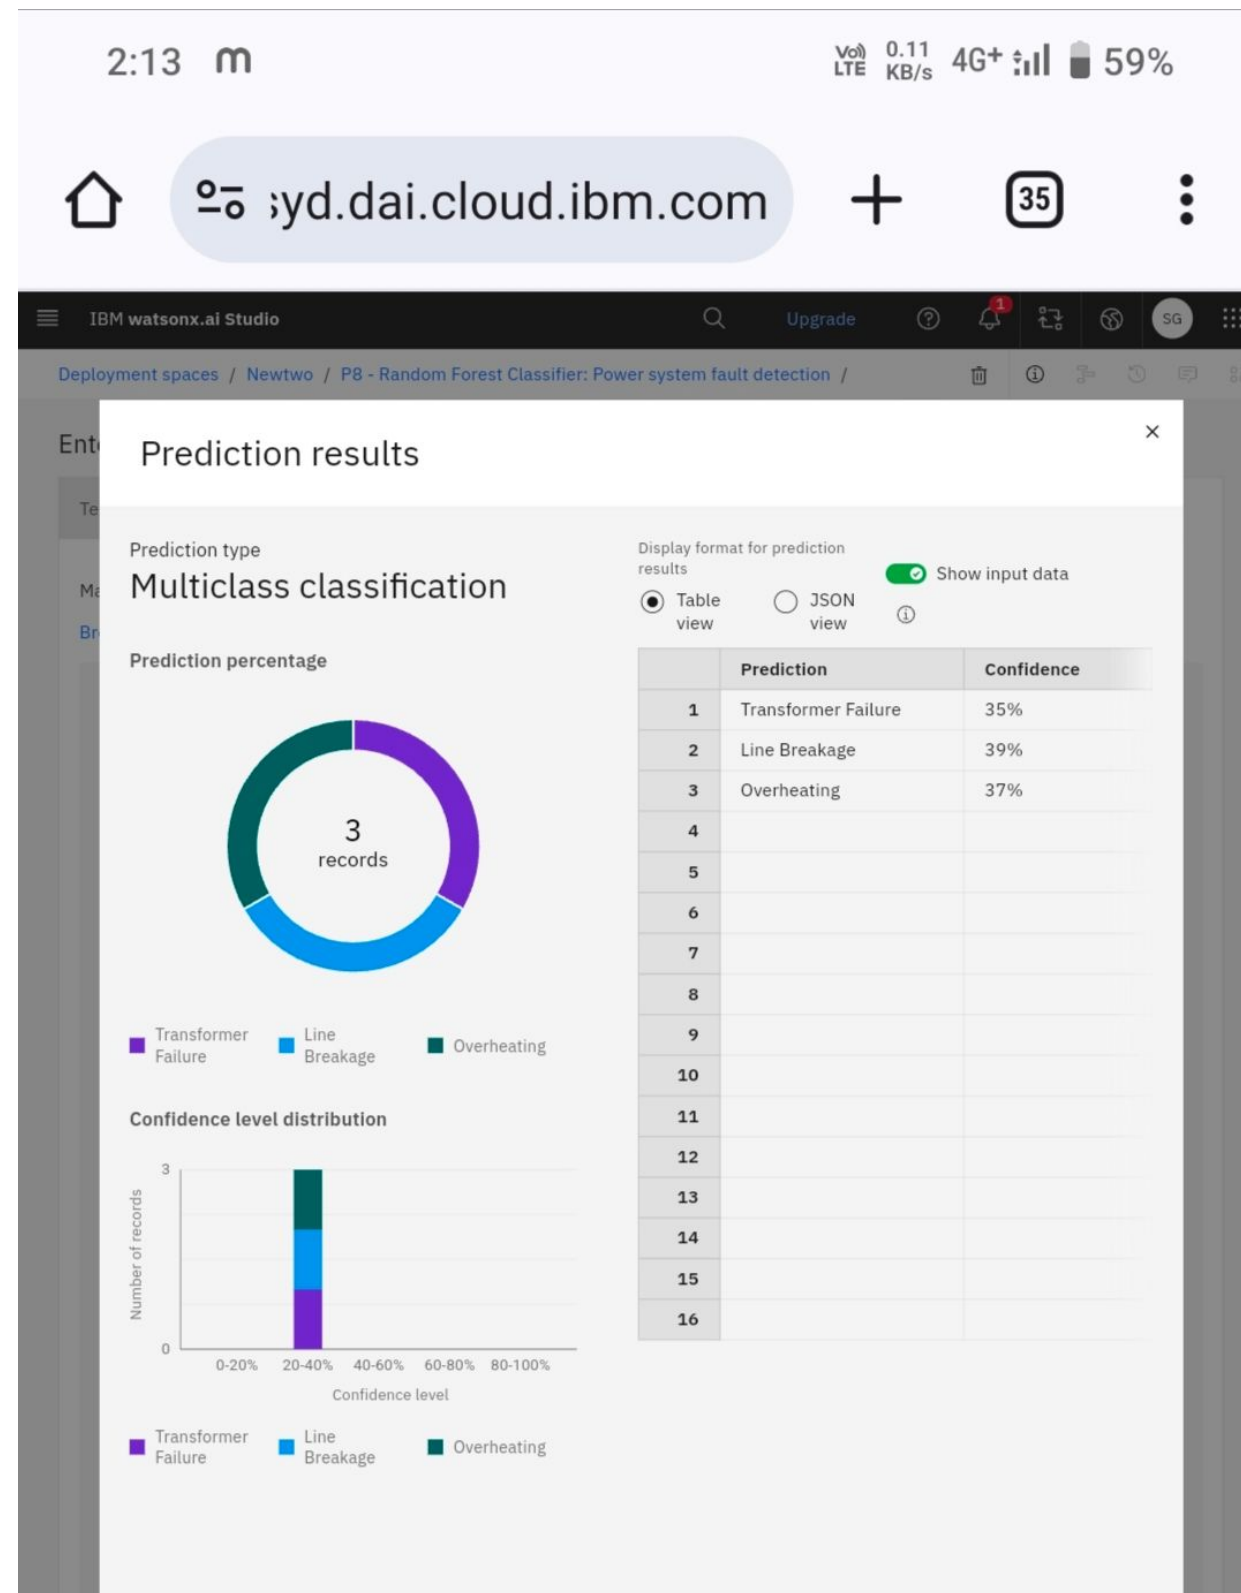 2:13 m Vo) LTE 0.11 KB/s 4G+ 59%
syd.dai.cloud.ibm.com 35
IBM watsonx.ai Studio Upgrade 1 SG
Deployment spaces / Newtwo / P8 - Random Forest Classifier: Power system fault detection /
Ente
Prediction results
Te
Prediction type
Multiclass classification
Ma
Br
Display format for prediction
results
Show input data
Table
view
JSON
view
Prediction percentage
3
records
Transformer
Failure
Line
Breakage
Overheating
Prediction Confidence
1 Transformer Failure 35%
2 Line Breakage 39%
3 Overheating 37%
4
5
6
7
8
9
10
11
12
13
14
15
16
Confidence level distribution
Number of records
3
0
0-20% 20-40% 40-60% 60-80% 80-100%
Confidence level
Transformer
Failure
Line
Breakage
Overheating